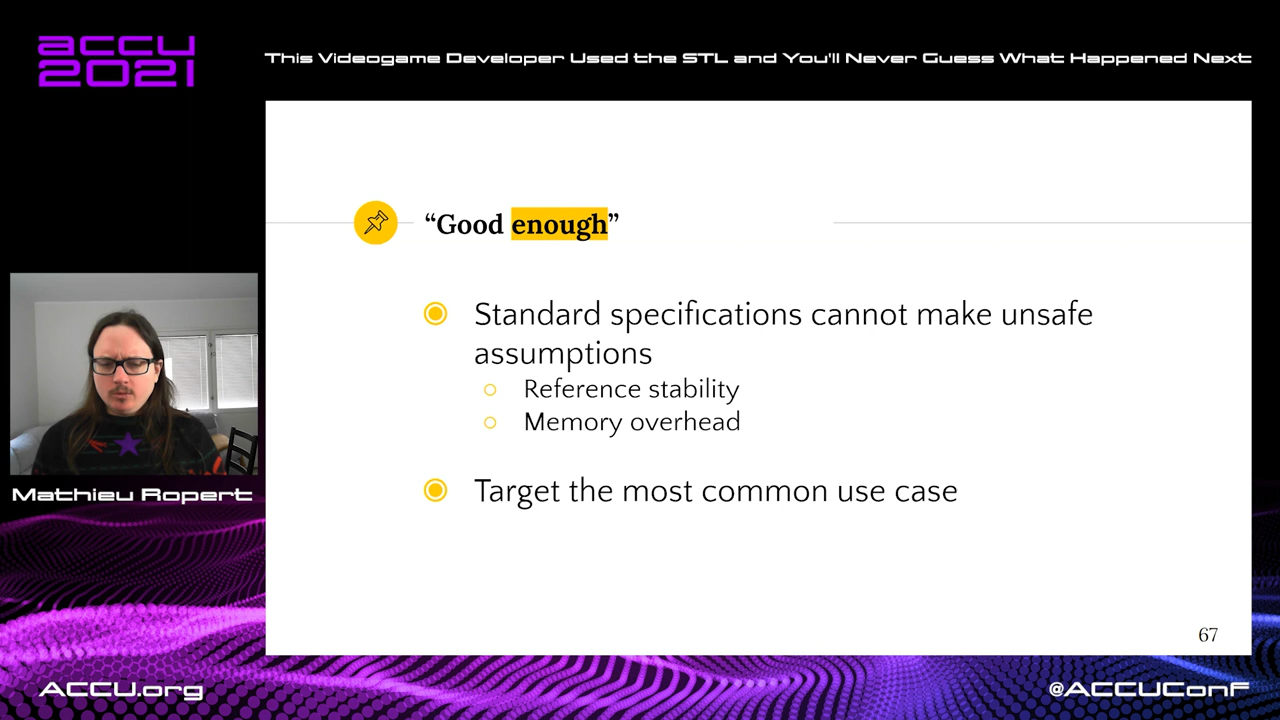 accu
2021
This Videogame Developer Used the STL and You'll Never Guess What Happened Next
“Good enough”
Standard specifications cannot make unsafe
assumptions
Reference stability
Memory overhead
Target the most common use case
67
Mathieu Ropert
ACCU.org
@ACCUConf